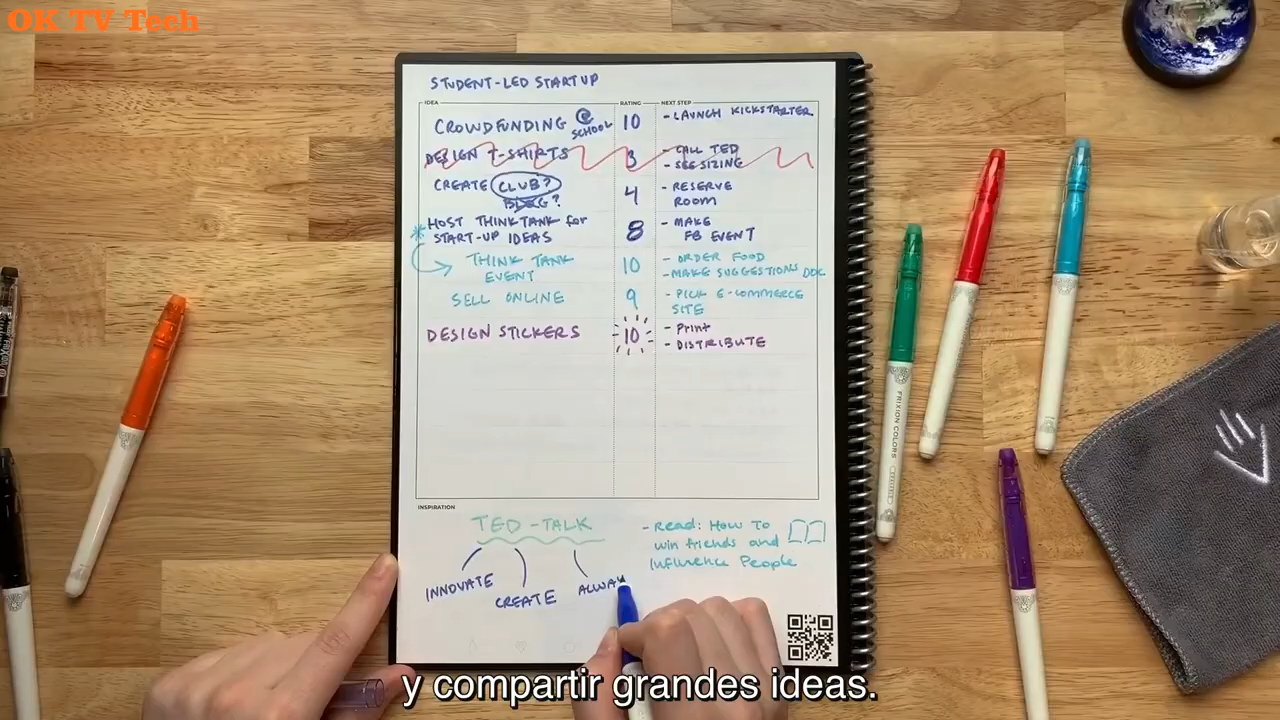 OK TV Tech
STUDENT-LED STARTUP
IDEA RATING NEXT STEP
CROWDFUNDING @ SCHOOL 10 - LAUNCH KICKSTARTER
DESIGN T-SHIRTS 3 - CALL TED
- SEE SIZING
CREATE CLUB? 4 - RESERVE
BLOG? ROOM
* HOST THINK TANK for 8 - MAKE
START-UP IDEAS FB EVENT
THINK TANK 10 - ORDER FOOD
EVENT - MAKE SUGGESTIONS DOC
SELL ONLINE 9 - PICK E-COMMERCE
SITE
DESIGN STICKERS 10 - Print
- DISTRIBUTE
INSPIRATION
TED-TALK
- Read: How To
win friends and
Influence People
INNOVATE CREATE ALWAY
FRIXION COLORS
y compartir grandes ideas.